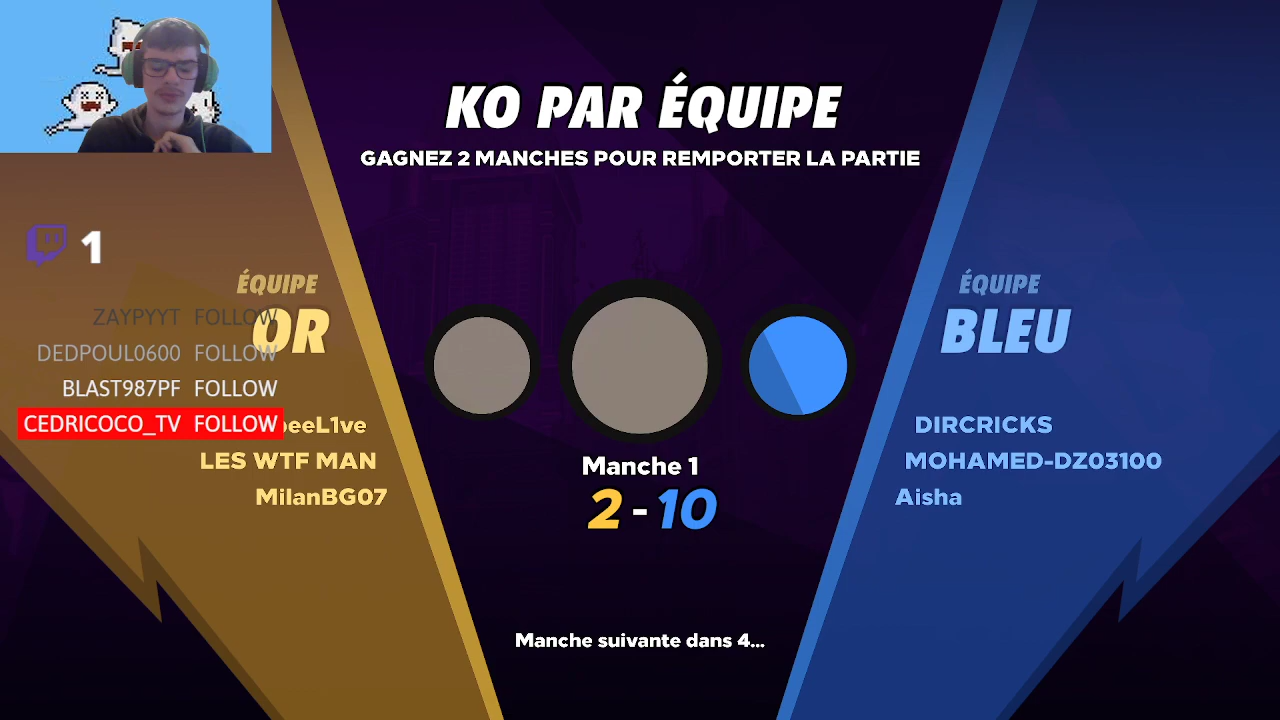 KO PAR ÉQUIPE
GAGNEZ 2 MANCHES POUR REMPORTER LA PARTIE
1
ÉQUIPE
OR
ZAYPYYT FOLLOW
DEDPOUL0600 FOLLOW
BLAST987PF FOLLOW
CEDRICOCO_TV FOLLOW
LES WTF MAN
MilanBG07
Manche 1
2 - 10
Manche suivante dans 4...
ÉQUIPE
BLEU
DIRCRICKS
MOHAMED-DZ03100
Aisha